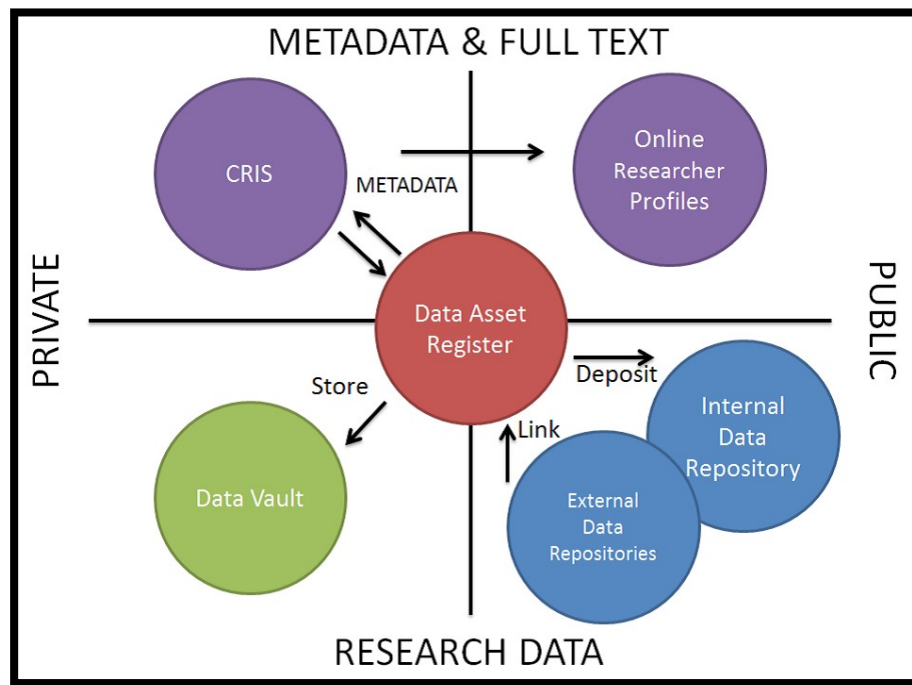 METADATA & FULL TEXT
CRIS
Online
Researcher
Profiles
METADATA
PRIVATE
PUBLIC
Data Asset
Register
Store
Deposit
Link
Data Vault
Internal
Data
Repository
External
Data
Repositories
RESEARCH DATA